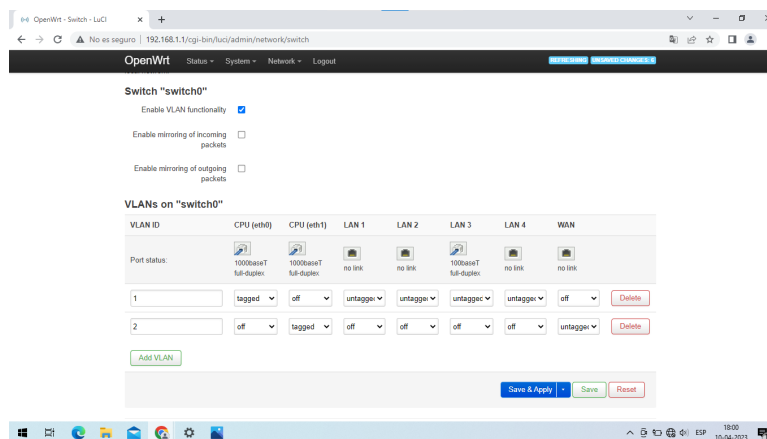 OpenWrt - Switch - LuCI
No es seguro | 192.168.1.1/cgi-bin/luci/admin/network/switch
OpenWrt Status System Network Logout REFRESHING UNSAVED CHANGES: 6
Switch "switch0"
Enable VLAN functionality
Enable mirroring of incoming
packets
Enable mirroring of outgoing
packets
VLANs on "switch0"
VLAN ID CPU (eth0) CPU (eth1) LAN 1 LAN 2 LAN 3 LAN 4 WAN
Port status:
1000baseT 1000baseT no link no link 100baseT no link no link
full-duplex full-duplex full-duplex
1 tagged off untagged untagged untagged untagged off Delete
2 off tagged off off off off untagged Delete
Add VLAN
Save & Apply Save Reset
ESP 18:00
10-04-2023